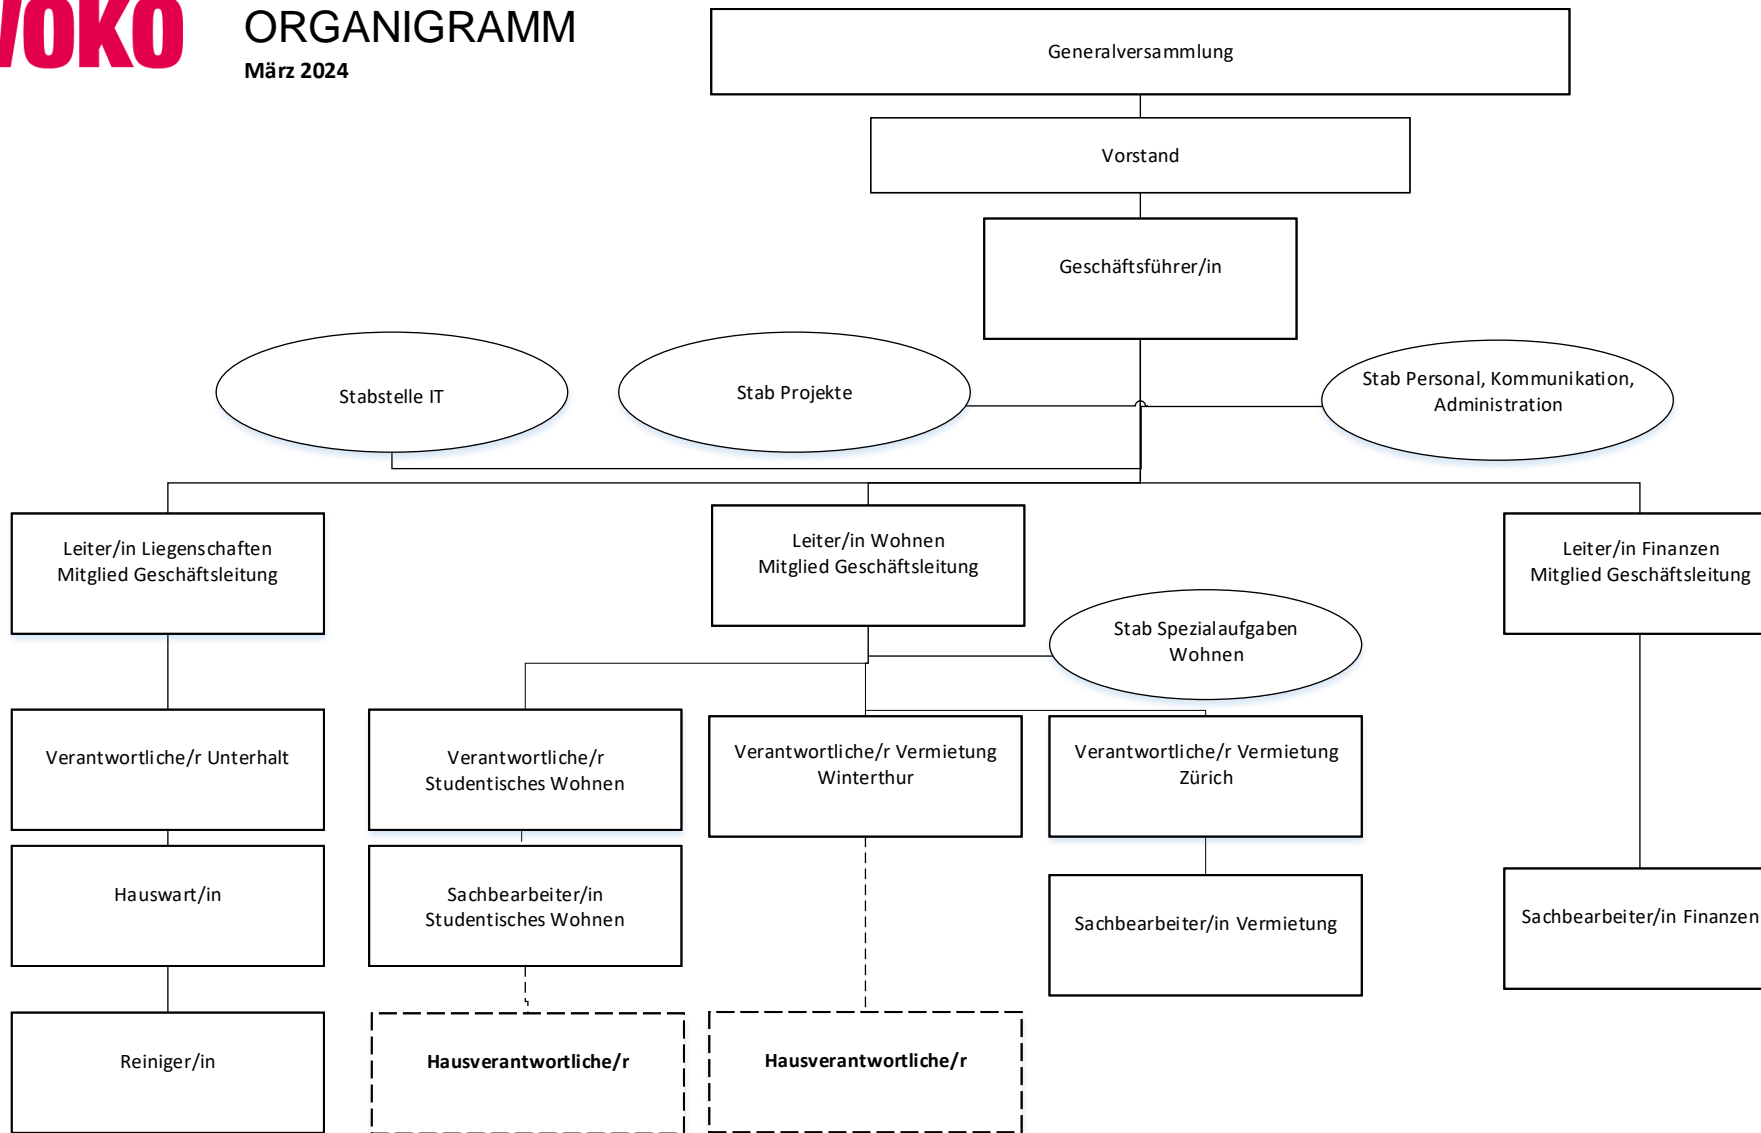 WOKO
ORGANIGRAMM
März 2024
Generalversammlung
Vorstand
Geschäftsführer/in
Stabstelle IT
Stab Projekte
Stab Personal, Kommunikation,
Administration
Leiter/in Liegenschaften
Mitglied Geschäftsleitung
Leiter/in Wohnen
Mitglied Geschäftsleitung
Leiter/in Finanzen
Mitglied Geschäftsleitung
Stab Spezialaufgaben
Wohnen
Verantwortliche/r Unterhalt
Verantwortliche/r
Studentisches Wohnen
Verantwortliche/r Vermietung
Winterthur
Verantwortliche/r Vermietung
Zürich
Hauswart/in
Sachbearbeiter/in
Studentisches Wohnen
Sachbearbeiter/in Vermietung
Sachbearbeiter/in Finanzen
Reiniger/in
Hausverantwortliche/r
Hausverantwortliche/r